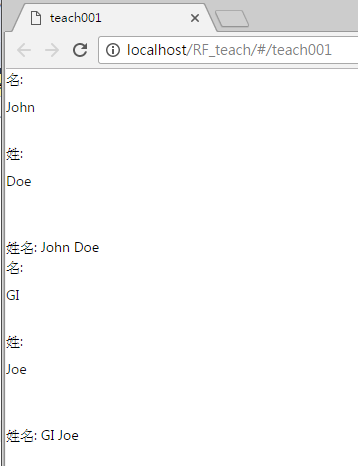 teach001
localhost/RF_teach/#/teach001
名:
John
姓:
Doe
姓名: John Doe
名:
GI
姓:
Joe
姓名: GI Joe